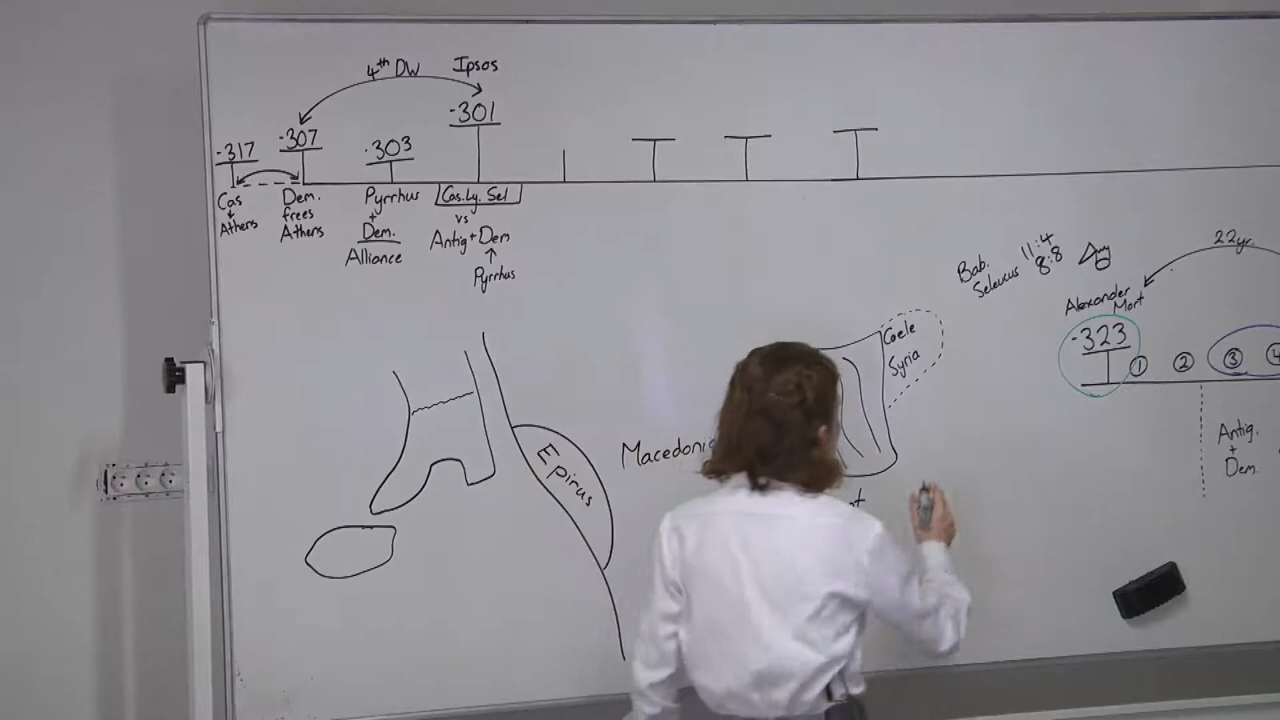 4th DW
Ipsos
-317
-307
-303
-301
Cas
Athens
Dem.
frees
Athens
Pyrrhus
+
Dem.
Alliance
Cas. Ly. Sel
vs
Antig + Dem
Pyrrhus
Epirus
Coele
Syria
Bab.
Seleucus
11:4
8:8
Alexander
Mort
-323
22yr.
1
2
3
4
Antig.
+
Dem.